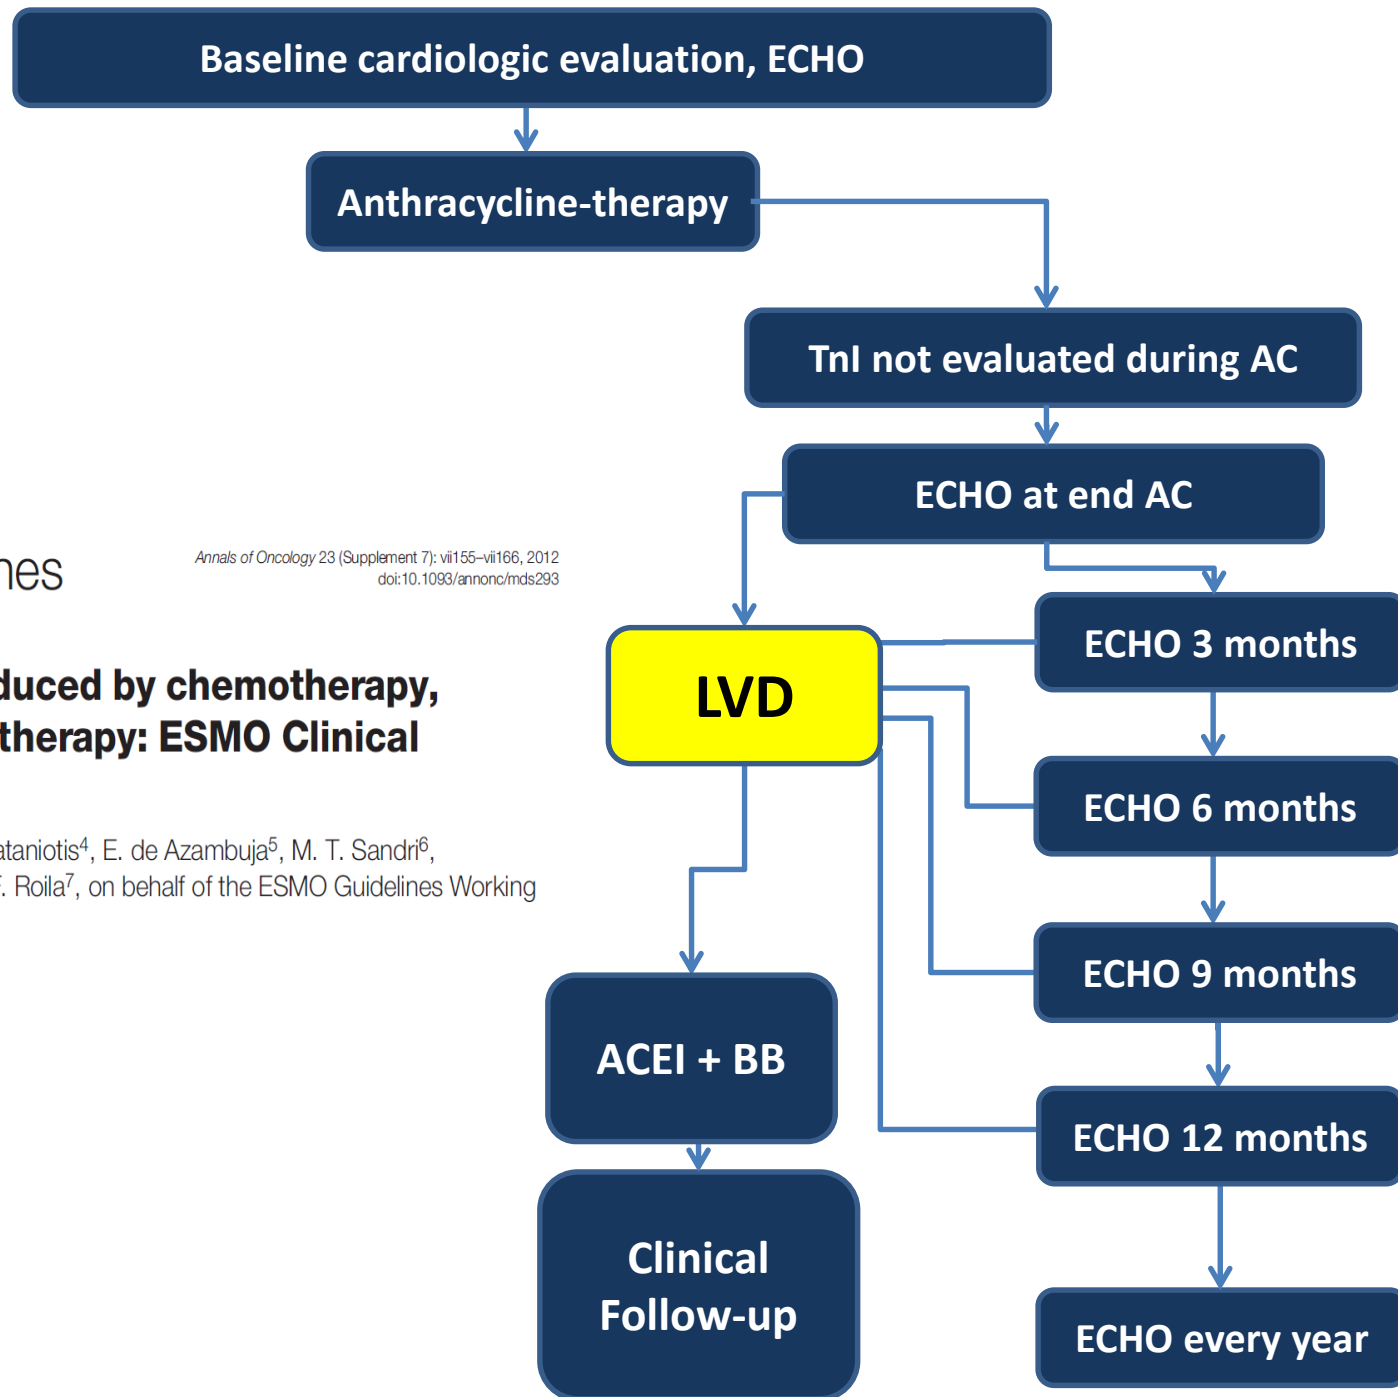 Baseline cardiologic evaluation, ECHO
Anthracycline-therapy
TnI not evaluated during AC
ECHO at end AC
Annals of Oncology 23 (Supplement 7): vii155–vii166, 2012
doi:10.1093/annonc/mds293
therapy: ESMO Clinical
E. de Azambuja⁵, M. T. Sandri⁶,
F. Roila⁷, on behalf of the ESMO Guidelines Working
by chemotherapy,
LVD
ECHO 3 months
ECHO 6 months
ECHO 9 months
ECHO 12 months
ECHO every year
ACEI + BB
Clinical
Follow-up